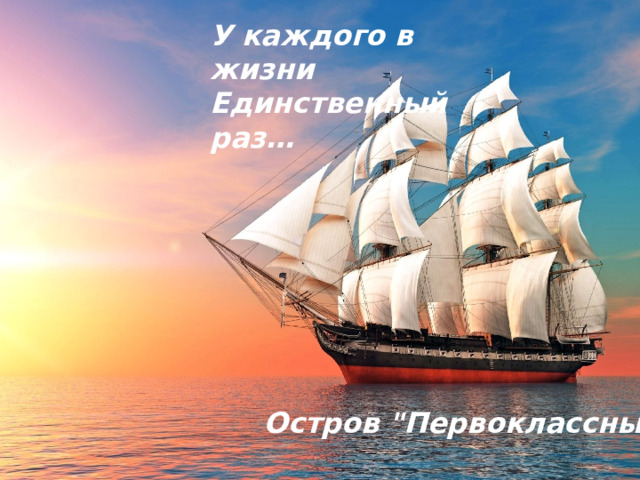 У каждого в
жизни
Единственный
раз…
Остров "Первоклассны